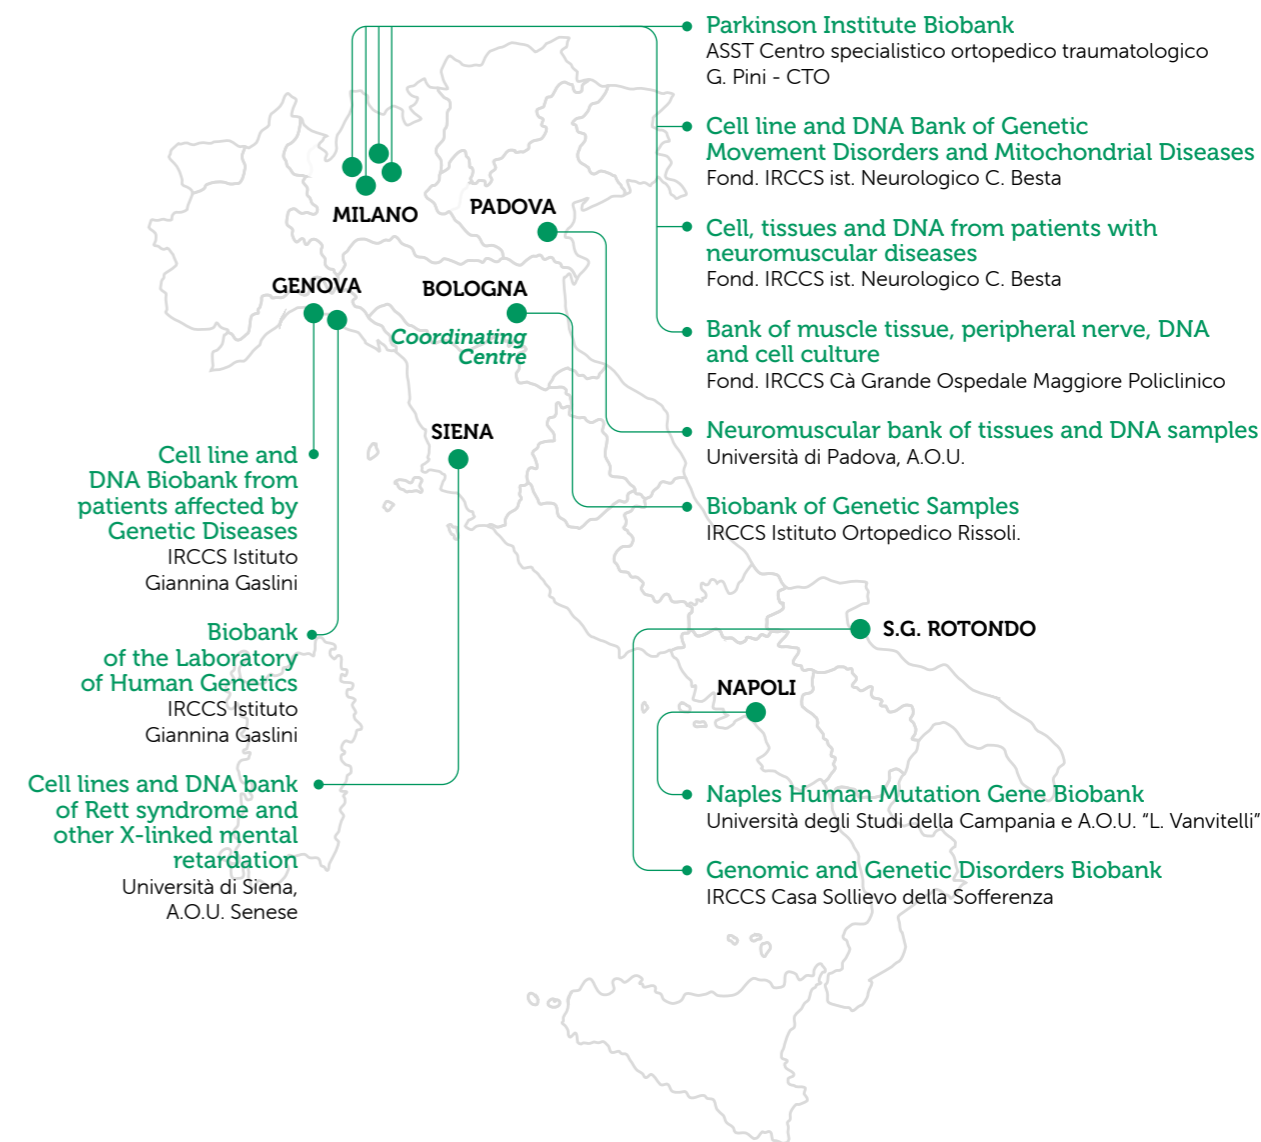 Parkinson Institute Biobank
ASST Centro specialistico ortopedico traumatologico
G. Pini - CTO
Cell line and DNA Bank of Genetic
Movement Disorders and Mitochondrial Diseases
Fond. IRCCS ist. Neurologico C. Besta
MILANO
PADOVA
Cell, tissues and DNA from patients with
neuromuscular diseases
Fond. IRCCS ist. Neurologico C. Besta
GENOVA
BOLOGNA
Coordinating
Centre
Bank of muscle tissue, peripheral nerve, DNA
and cell culture
Fond. IRCCS Cà Grande Ospedale Maggiore Policlinico
SIENA
Neuromuscular bank of tissues and DNA samples
Università di Padova, A.O.U.
Cell line and
DNA Biobank from
patients affected by
Genetic Diseases
IRCCS Istituto
Giannina Gaslini
Biobank of Genetic Samples
IRCCS Istituto Ortopedico Rissoli.
Biobank
of the Laboratory
of Human Genetics
IRCCS Istituto
Giannina Gaslini
S.G. ROTONDO
NAPOLI
Cell lines and DNA bank
of Rett syndrome and
other X-linked mental
retardation
Università di Siena,
A.O.U. Senese
Naples Human Mutation Gene Biobank
Università degli Studi della Campania e A.O.U. “L. Vanvitelli”
Genomic and Genetic Disorders Biobank
IRCCS Casa Sollievo della Sofferenza